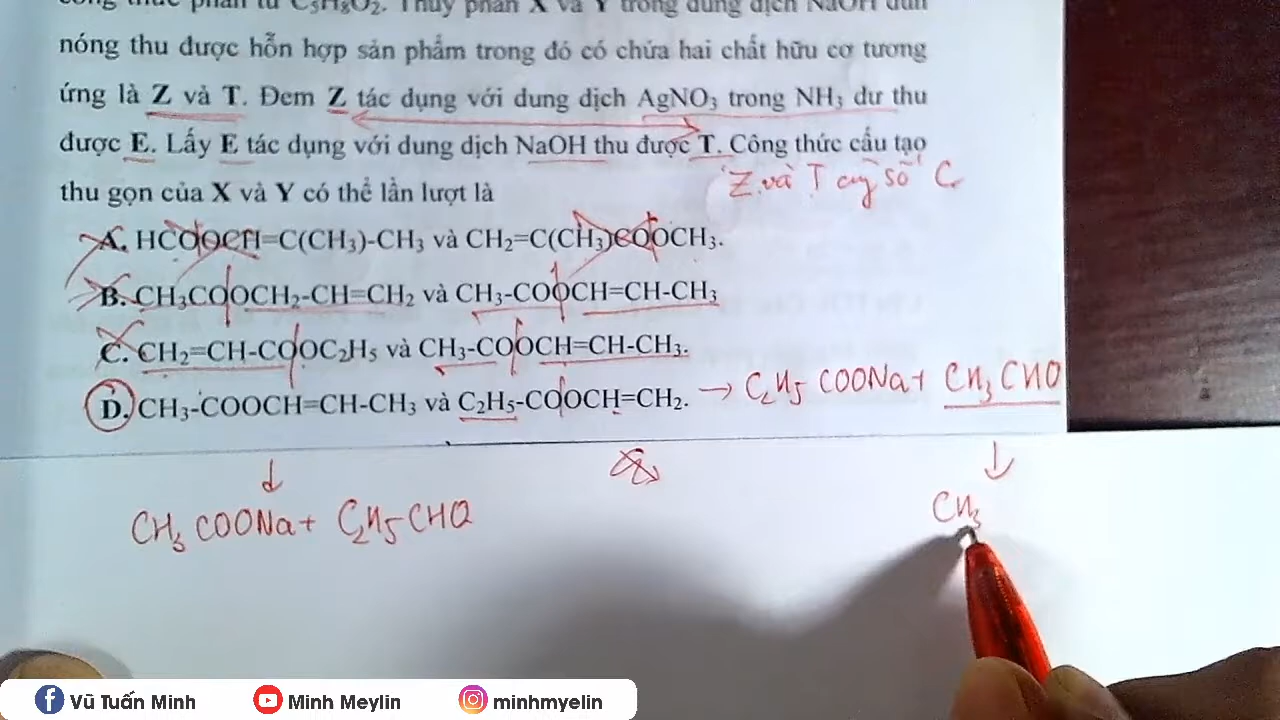 công thức phân tử C₅H₈O₂. Thủy phân X và Y trong dung dịch NaOH đun
nóng thu được hỗn hợp sản phẩm trong đó có chứa hai chất hữu cơ tương
ứng là Z và T. Đem Z tác dụng với dung dịch AgNO₃ trong NH₃ dư thu
được E. Lấy E tác dụng với dung dịch NaOH thu được T. Công thức cấu tạo
thu gọn của X và Y có thể lần lượt là
Z và T cùng số C
A. HCOOCH=C(CH₃)-CH₃ và CH₂=C(CH₃)COOCH₃.
B. CH₃COOCH₂-CH=CH₂ và CH₃-COOCH=CH-CH₃
C. CH₂=CH-COOC₂H₅ và CH₃-COOCH=CH-CH₃.
D. CH₃-COOCH=CH-CH₃ và C₂H₅-COOCH=CH₂. → C₂H₅COONa + CH₃CHO
↓ ↓
CH₃COONa + C₂H₅CHO CH₃
Vũ Tuấn Minh Minh Meylin minhmyelin